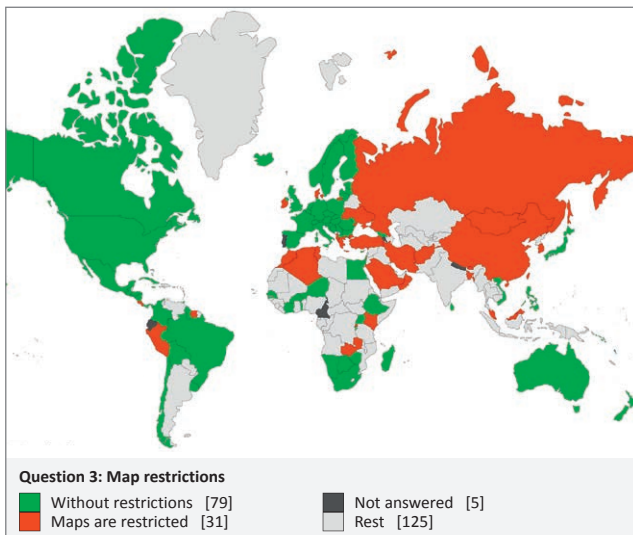 Question 3: Map restrictions
Without restrictions [79]
Maps are restricted [31]
Not answered [5]
Rest [125]